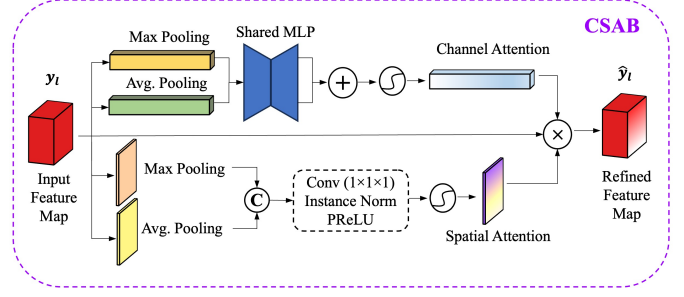 CSAB
Max Pooling
Shared MLP
y_l
Avg. Pooling
+
Channel Attention
ŷ_l
Input
Feature
Map
×
Refined
Feature
Map
Max Pooling
Avg. Pooling
C
Conv (1×1×1)
Instance Norm
PReLU
Spatial Attention